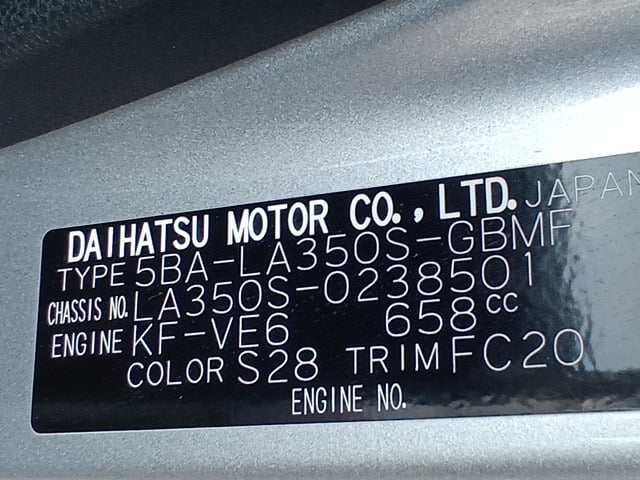 DAIHATSU MOTOR CO., LTD. JAPAN
TYPE 5BA-LA350S-GBMF
CHASSIS NO. LA350S-0238501
ENGINE KF-VE6 658cc
COLOR S28 TRIM FC20
ENGINE NO.